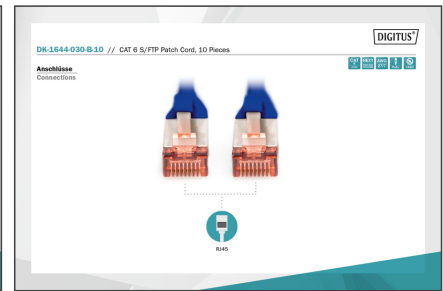 DIGITUS®
DK-1644-030-B-10 // CAT 6 S/FTP Patch Cord, 10 Pieces
Anschlüsse
Connections
RJ45